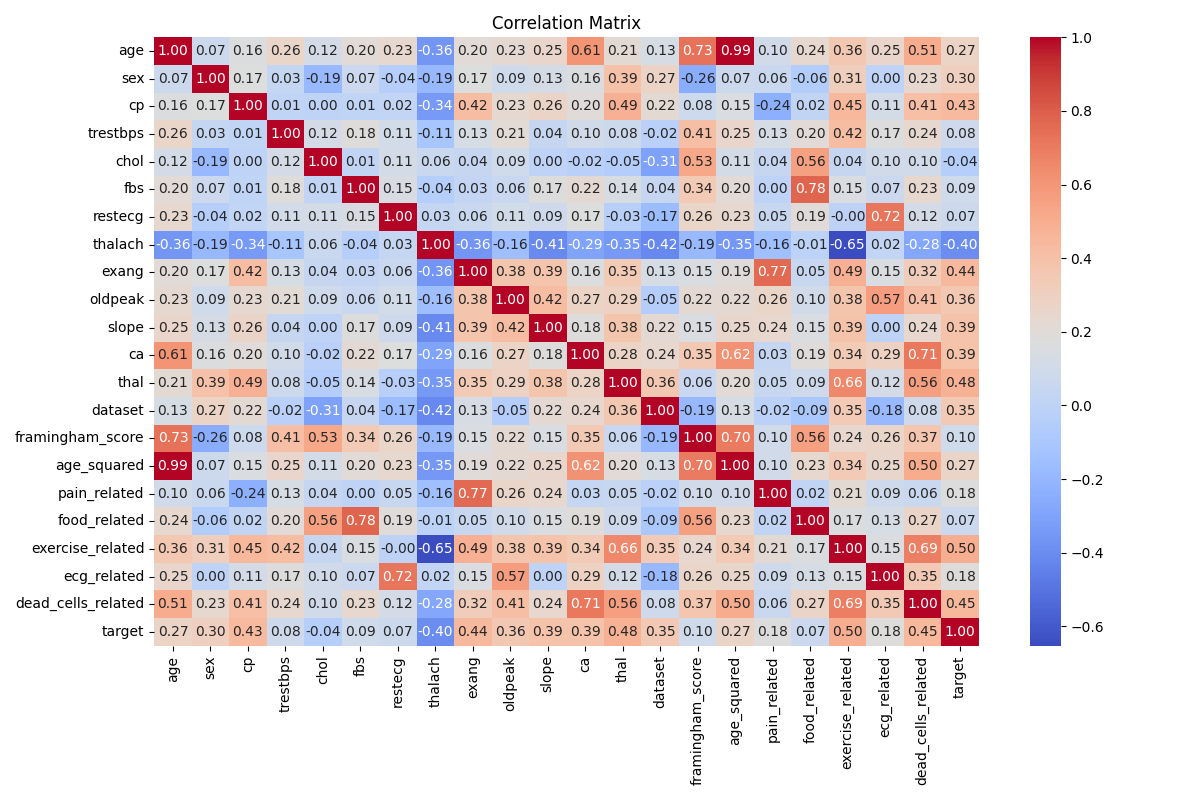 Correlation Matrix
age 1.00 0.07 0.16 0.26 0.12 0.20 0.23 -0.36 0.20 0.23 0.25 0.61 0.21 0.13 0.73 0.99 0.10 0.24 0.36 0.25 0.51 0.27
sex 0.07 1.00 0.17 0.03 -0.19 0.07 -0.04 -0.19 0.17 0.09 0.13 0.16 0.39 0.27 -0.26 0.07 0.06 -0.06 0.31 0.00 0.23 0.30
cp 0.16 0.17 1.00 0.01 0.00 0.01 0.02 -0.34 0.42 0.23 0.26 0.20 0.49 0.22 0.08 0.15 -0.24 0.02 0.45 0.11 0.41 0.43
trestbps 0.26 0.03 0.01 1.00 0.12 0.18 0.11 -0.11 0.13 0.21 0.04 0.10 0.08 -0.02 0.41 0.25 0.13 0.20 0.42 0.17 0.24 0.08
chol 0.12 -0.19 0.00 0.12 1.00 0.01 0.11 0.06 0.04 0.09 0.00 -0.02 -0.05 -0.31 0.53 0.11 0.04 0.56 0.04 0.10 0.10 -0.04
fbs 0.20 0.07 0.01 0.18 0.01 1.00 0.15 -0.04 0.03 0.06 0.17 0.22 0.14 0.04 0.34 0.20 0.00 0.78 0.15 0.07 0.23 0.09
restecg 0.23 -0.04 0.02 0.11 0.11 0.15 1.00 0.03 0.06 0.11 0.09 0.17 -0.03 -0.17 0.26 0.23 0.05 0.19 -0.00 0.72 0.12 0.07
thalach -0.36 -0.19 -0.34 -0.11 0.06 -0.04 0.03 1.00 -0.36 -0.16 -0.41 -0.29 -0.35 -0.42 -0.19 -0.35 -0.16 -0.01 -0.65 0.02 -0.28 -0.40
exang 0.20 0.17 0.42 0.13 0.04 0.03 0.06 -0.36 1.00 0.38 0.39 0.16 0.35 0.13 0.15 0.19 0.77 0.05 0.49 0.15 0.32 0.44
oldpeak 0.23 0.09 0.23 0.21 0.09 0.06 0.11 -0.16 0.38 1.00 0.42 0.27 0.29 -0.05 0.22 0.22 0.26 0.10 0.38 0.57 0.41 0.36
slope 0.25 0.13 0.26 0.04 0.00 0.17 0.09 -0.41 0.39 0.42 1.00 0.18 0.38 0.22 0.15 0.25 0.24 0.15 0.39 0.00 0.24 0.39
ca 0.61 0.16 0.20 0.10 -0.02 0.22 0.17 -0.29 0.16 0.27 0.18 1.00 0.28 0.24 0.35 0.62 0.03 0.19 0.34 0.29 0.71 0.39
thal 0.21 0.39 0.49 0.08 -0.05 0.14 -0.03 -0.35 0.35 0.29 0.38 0.28 1.00 0.36 0.06 0.20 0.05 0.09 0.66 0.12 0.56 0.48
dataset 0.13 0.27 0.22 -0.02 -0.31 0.04 -0.17 -0.42 0.13 -0.05 0.22 0.24 0.36 1.00 -0.19 0.13 -0.02 -0.09 0.35 -0.18 0.08 0.35
framingham_score 0.73 -0.26 0.08 0.41 0.53 0.34 0.26 -0.19 0.15 0.22 0.15 0.35 0.06 -0.19 1.00 0.70 0.10 0.56 0.24 0.26 0.37 0.10
age_squared 0.99 0.07 0.15 0.25 0.11 0.20 0.23 -0.35 0.19 0.22 0.25 0.62 0.20 0.13 0.70 1.00 0.10 0.23 0.34 0.25 0.50 0.27
pain_related 0.10 0.06 -0.24 0.13 0.04 0.00 0.05 -0.16 0.77 0.26 0.24 0.03 0.05 -0.02 0.10 0.10 1.00 0.02 0.21 0.09 0.06 0.18
food_related 0.24 -0.06 0.02 0.20 0.56 0.78 0.19 -0.01 0.05 0.10 0.15 0.19 0.09 -0.09 0.56 0.23 0.02 1.00 0.17 0.13 0.27 0.07
exercise_related 0.36 0.31 0.45 0.42 0.04 0.15 -0.00 -0.65 0.49 0.38 0.39 0.34 0.66 0.35 0.24 0.34 0.21 0.17 1.00 0.15 0.69 0.50
ecg_related 0.25 0.00 0.11 0.17 0.10 0.07 0.72 0.02 0.15 0.57 0.00 0.29 0.12 -0.18 0.26 0.25 0.09 0.13 0.15 1.00 0.35 0.18
dead_cells_related 0.51 0.23 0.41 0.24 0.10 0.23 0.12 -0.28 0.32 0.41 0.24 0.71 0.56 0.08 0.37 0.50 0.06 0.27 0.69 0.35 1.00 0.45
target 0.27 0.30 0.43 0.08 -0.04 0.09 0.07 -0.40 0.44 0.36 0.39 0.39 0.48 0.35 0.10 0.27 0.18 0.07 0.50 0.18 0.45 1.00
age sex cp trestbps chol fbs restecg thalach exang oldpeak slope ca thal dataset framingham_score age_squared pain_related food_related exercise_related ecg_related dead_cells_related target
1.0
0.8
0.6
0.4
0.2
0.0
−0.2
−0.4
−0.6